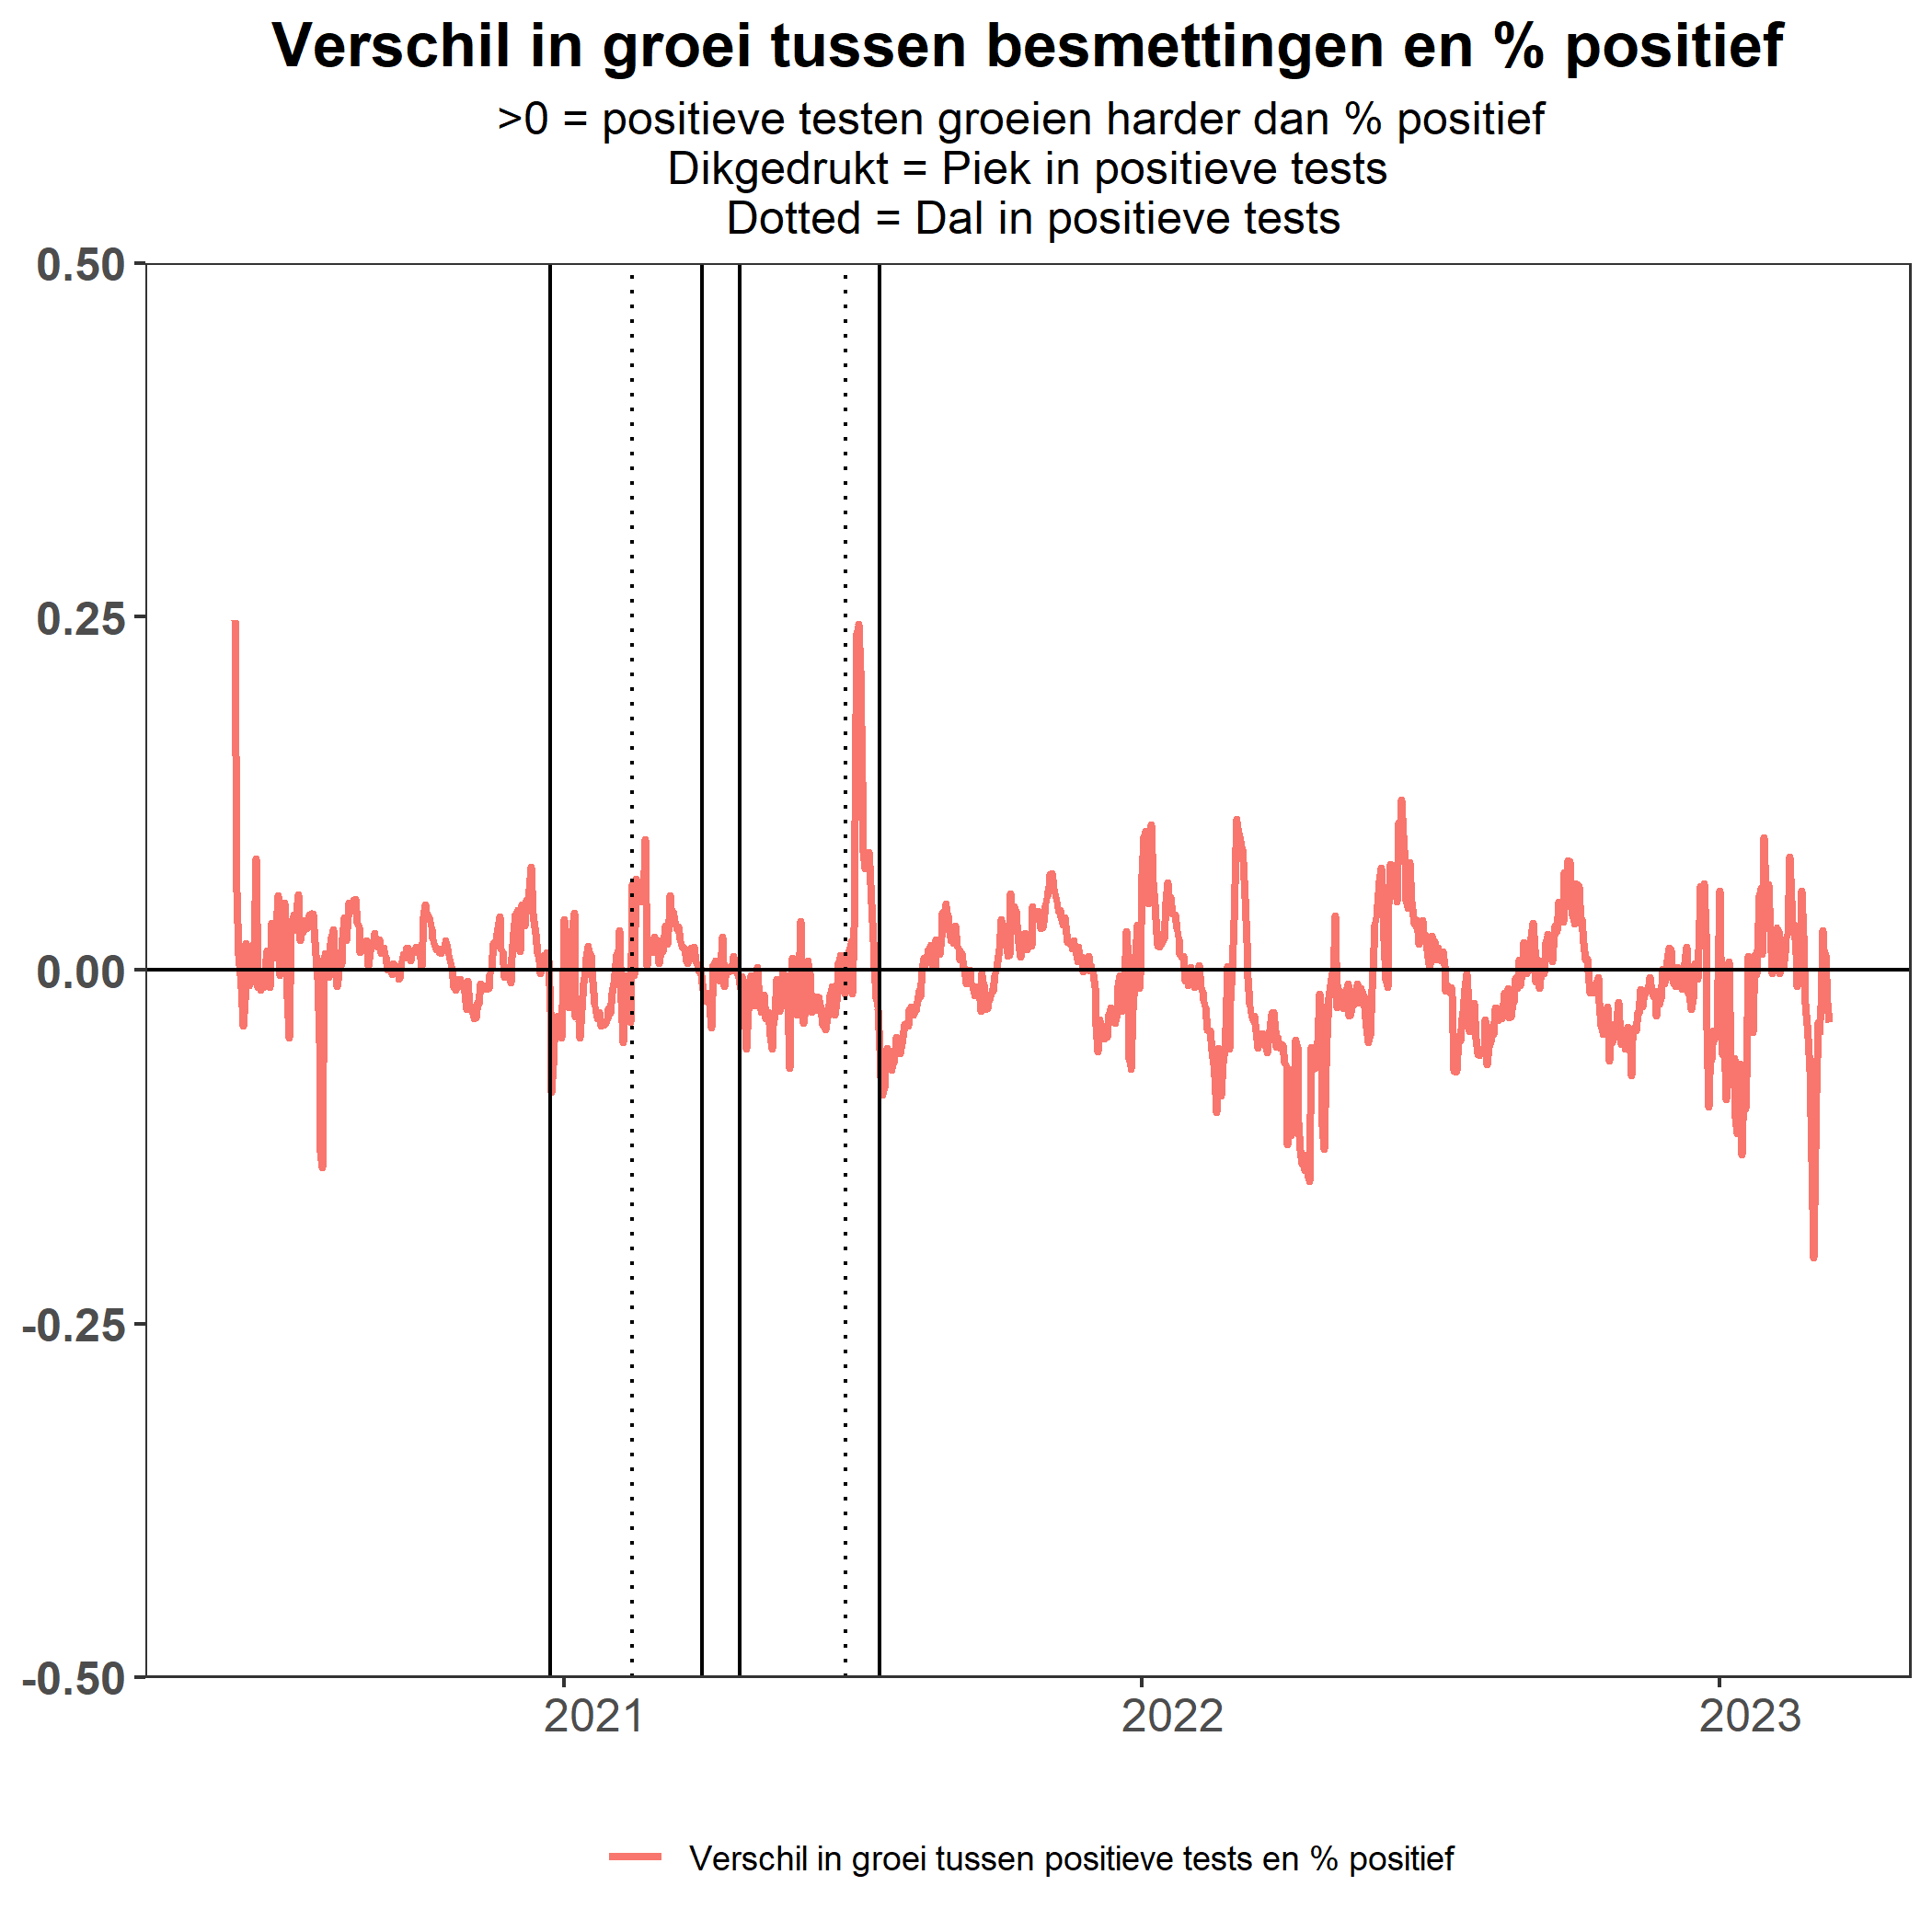 Verschil in groei tussen besmettingen en % positief
>0 = positieve testen groeien harder dan % positief
Dikgedrukt = Piek in positieve tests
Dotted = Dal in positieve tests
0.50
0.25
0.00
-0.25
-0.50
2021
2022
2023
Verschil in groei tussen positieve tests en % positief